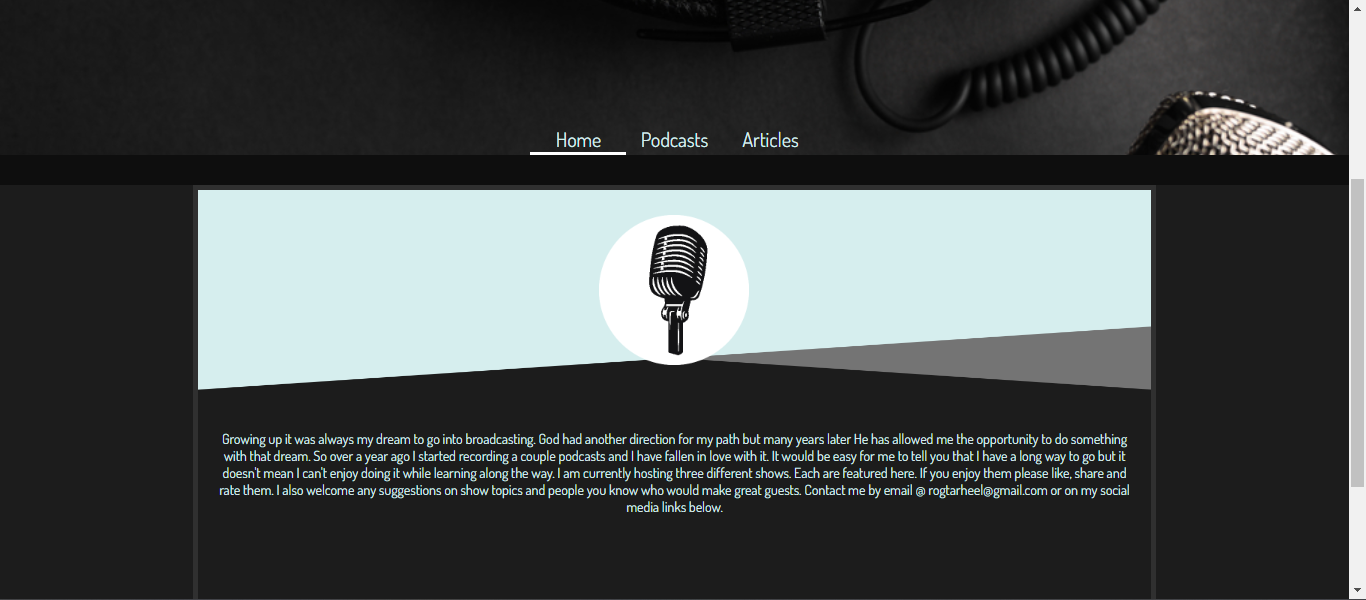 Home Podcasts Articles
Growing up it was always my dream to go into broadcasting. God had another direction for my path but many years later He has allowed me the opportunity to do something
with that dream. So over a year ago I started recording a couple podcasts and I have fallen in love with it. It would be easy for me to tell you that I have a long way to go but it
doesn't mean I can't enjoy doing it while learning along the way. I am currently hosting three different shows. Each are featured here. If you enjoy them please like, share and
rate them. I also welcome any suggestions on show topics and people you know who would make great guests. Contact me by email @ rogtarheel@gmail.com or on my social
media links below.